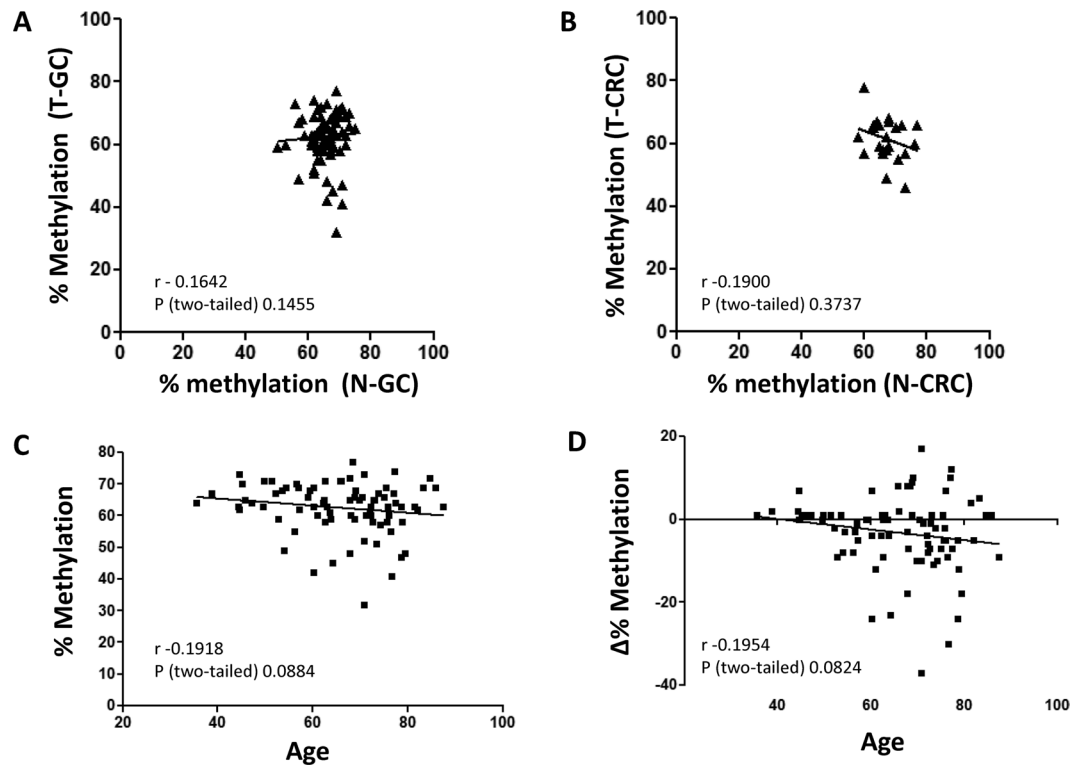 A
100
80
60
40
20
0
% Methylation (T-GC)
r - 0.1642
P (two-tailed) 0.1455
0 20 40 60 80 100
% methylation (N-GC)
B
100
80
60
40
20
0
% Methylation (T-CRC)
r -0.1900
P (two-tailed) 0.3737
0 20 40 60 80 100
% methylation (N-CRC)
C
80
70
60
50
40
30
20
10
0
% Methylation
r -0.1918
P (two-tailed) 0.0884
20 40 60 80 100
Age
D
20
0
-20
-40
Δ% Methylation
r -0.1954
P (two-tailed) 0.0824
40 60 80 100
Age